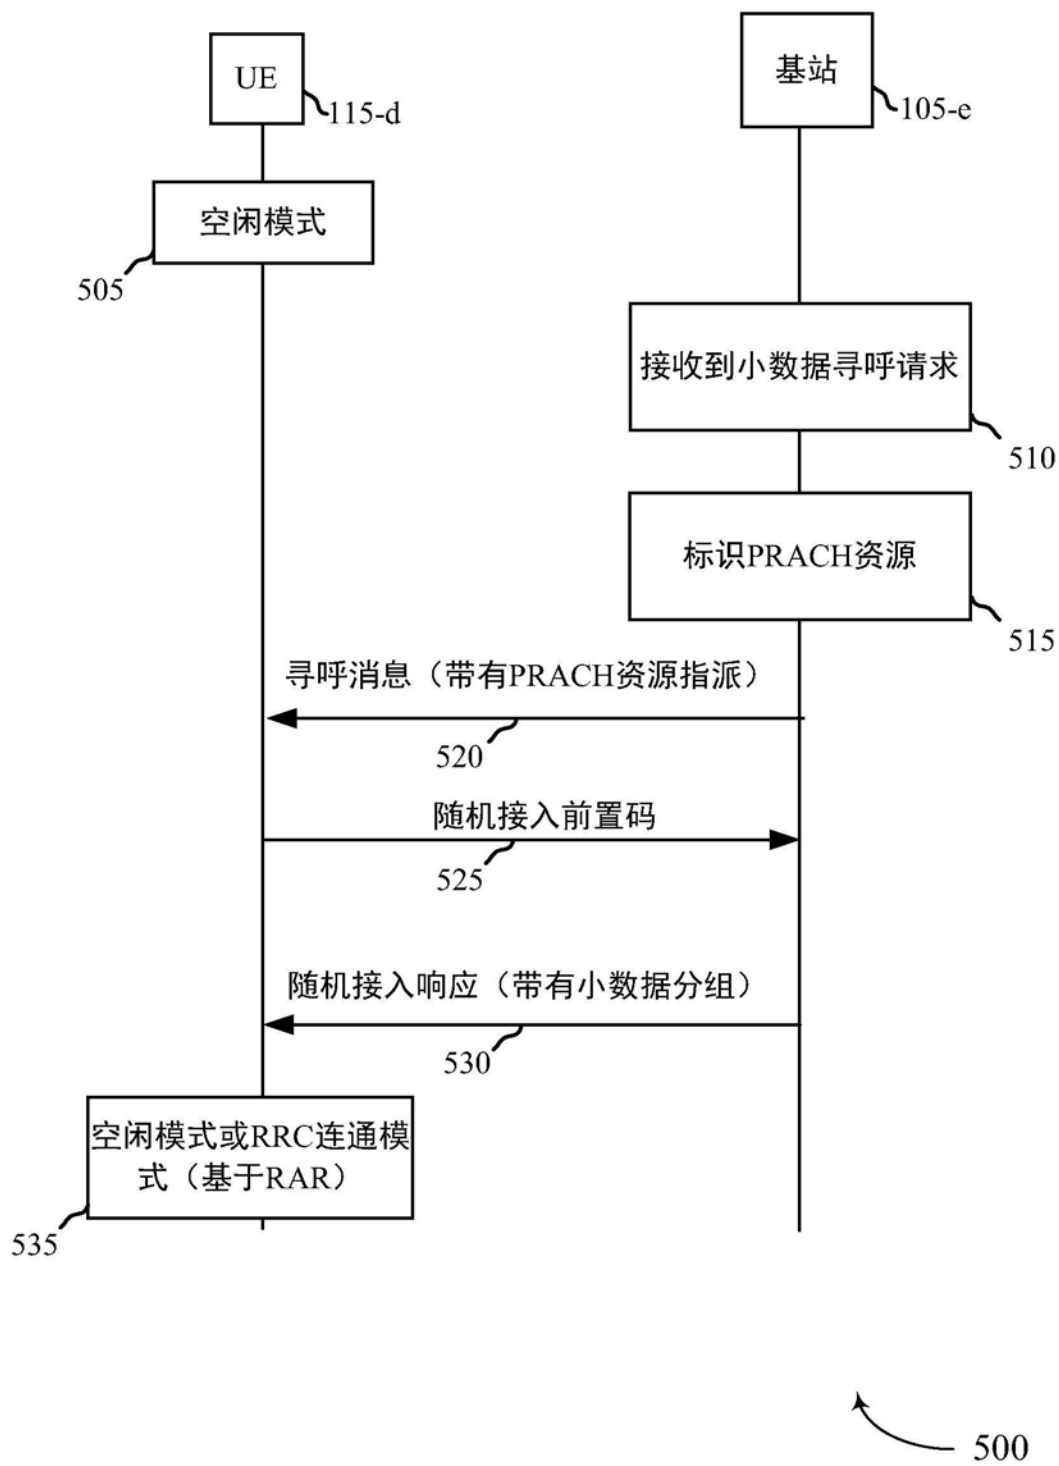 UE
115-d
基站
105-e
空闲模式
505
接收到小数据寻呼请求
510
标识PRACH资源
515
寻呼消息（带有PRACH资源指派）
520
随机接入前置码
525
随机接入响应（带有小数据分组）
530
空闲模式或RRC连通模
式（基于RAR）
535
500